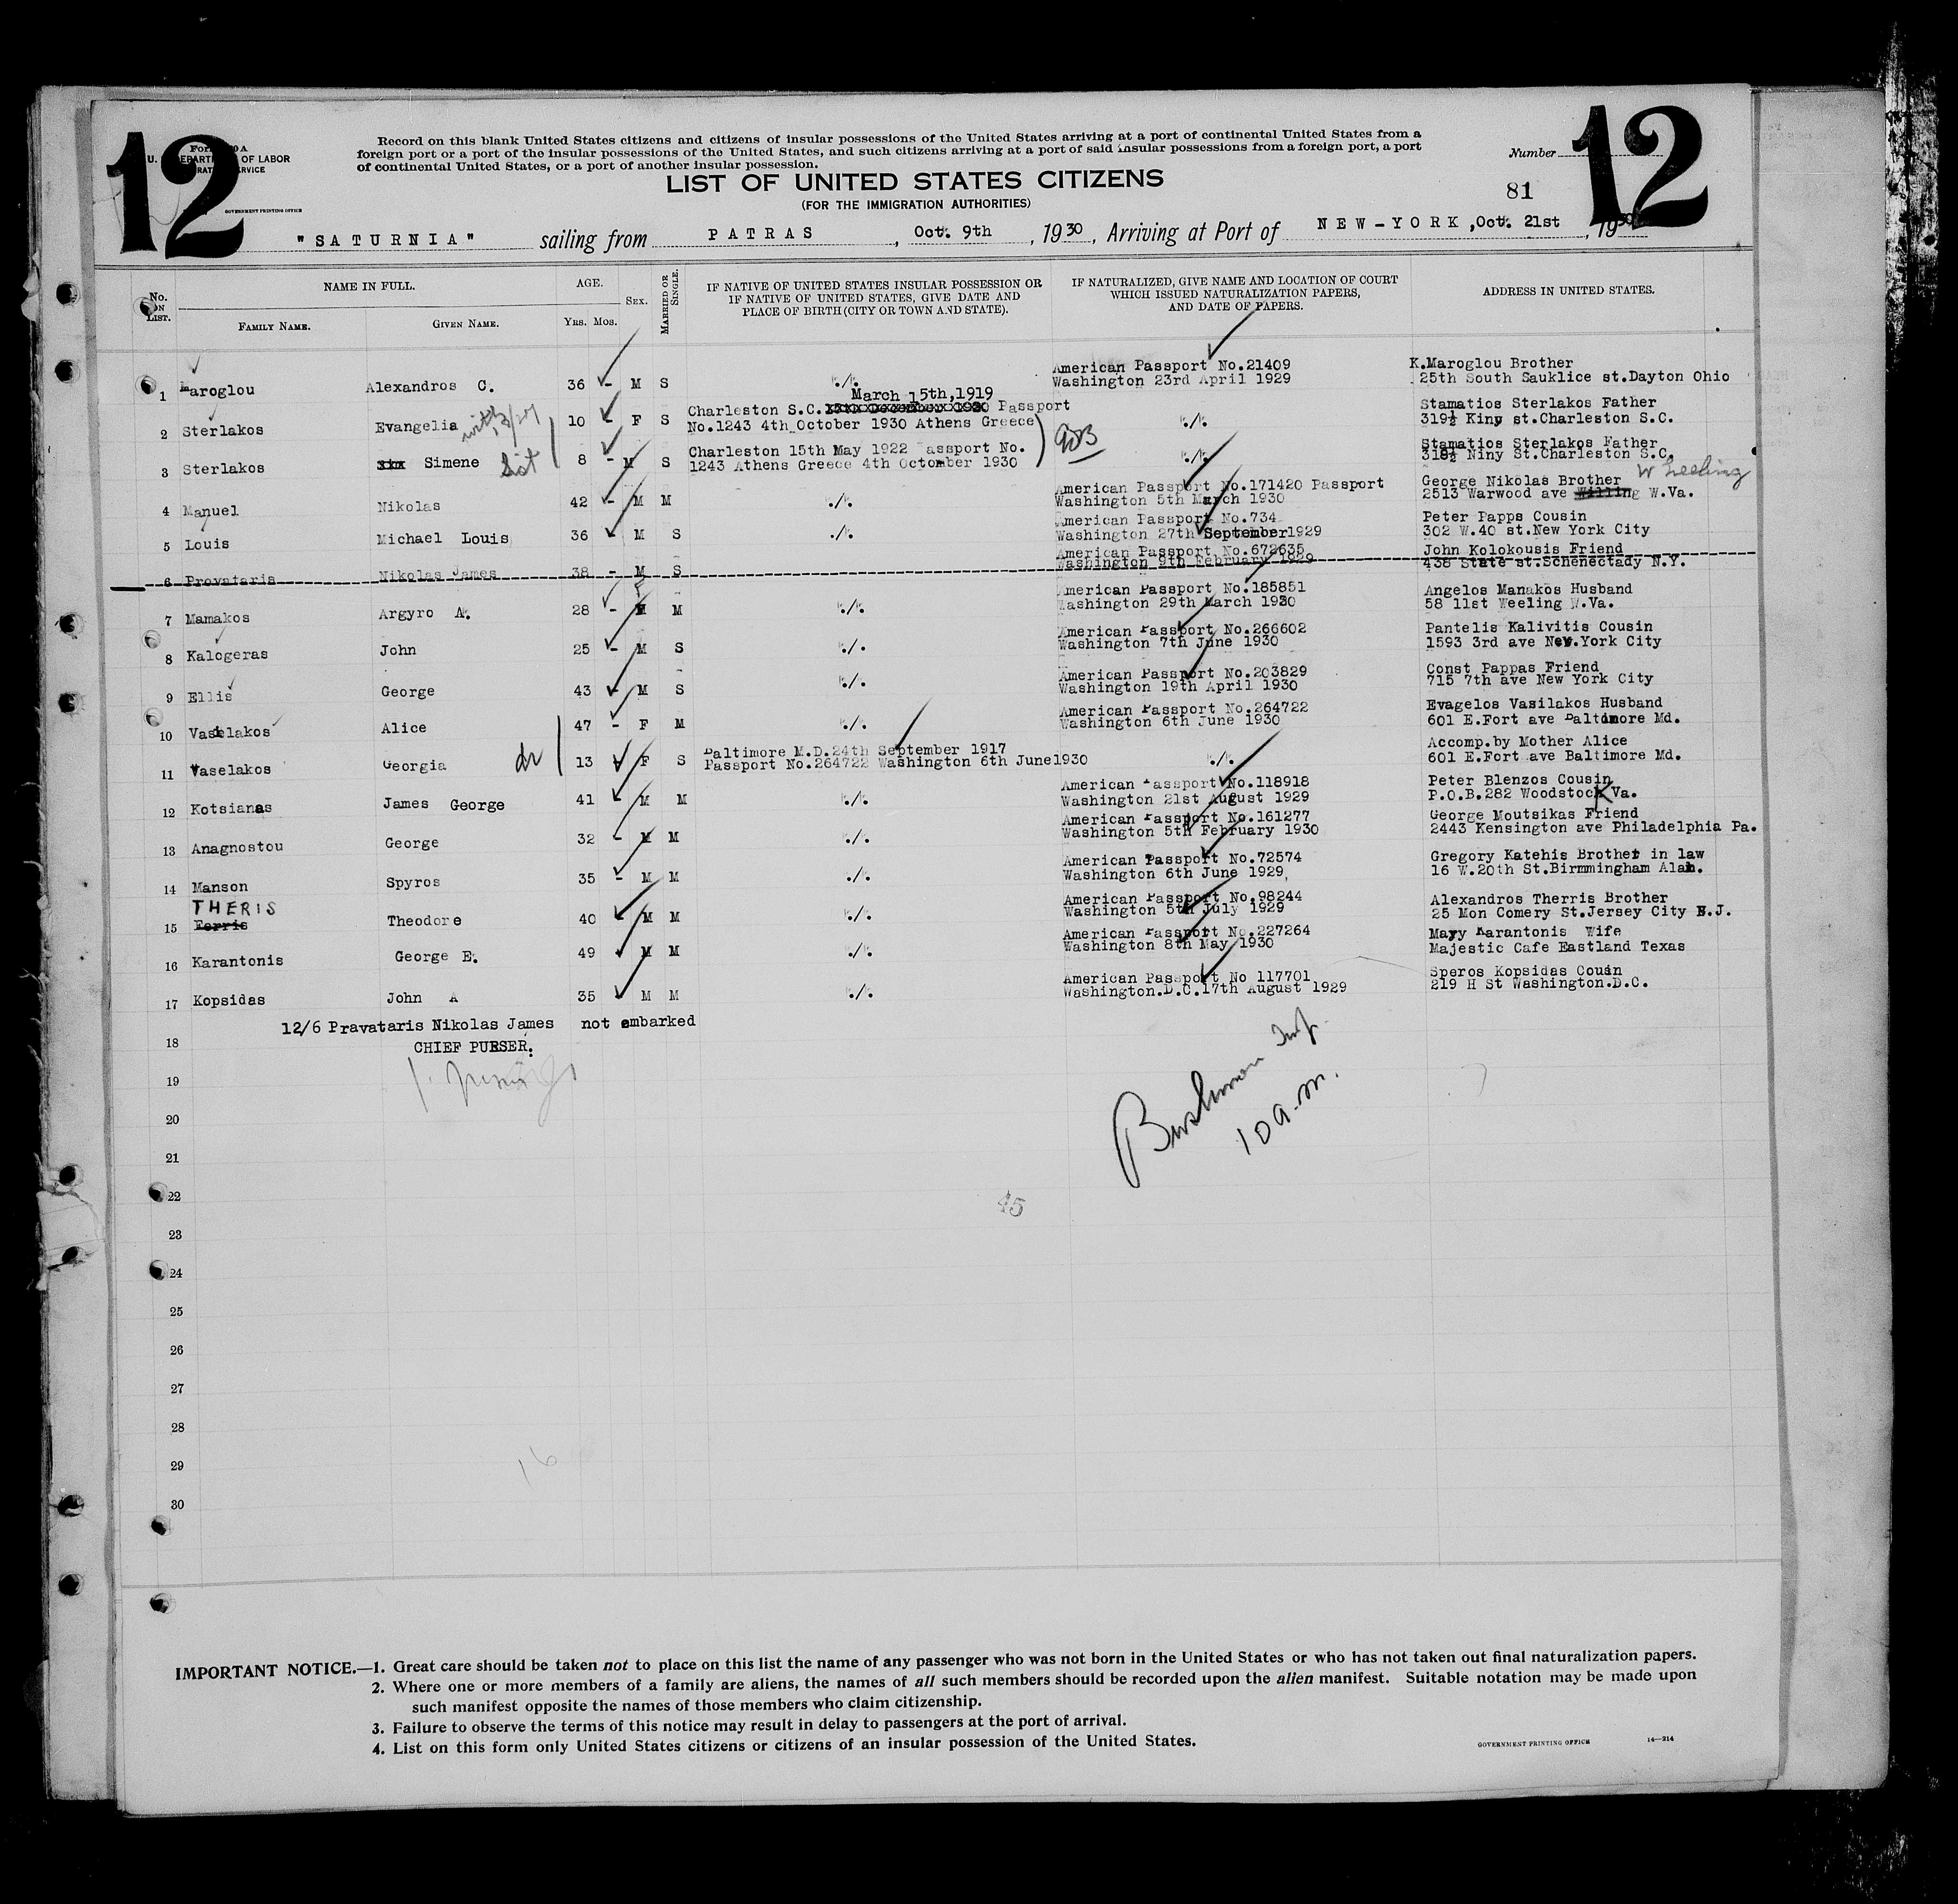 12
12
Record on this blank United States citizens and citizens of insular possessions of the United States arriving at a port of continental United States from a
foreign port or a port of the insular possessions of the United States, and such citizens arriving at a port of said insular possessions from a foreign port, a port
of continental United States, or a port of another insular possession.
OF LABOR
GOVERNMENT PRINTING OFFICE
Number
LIST OF UNITED STATES CITIZENS
(FOR THE IMMIGRATION AUTHORITIES)
81
"SATURNIA" sailing from PATRAS, Oct. 9th, 1930, Arriving at Port of NEW-YORK, Oct. 21st, 1930
No. ON LIST. NAME IN FULL. AGE. SEX. MARRIED OR SINGLE. IF NATIVE OF UNITED STATES INSULAR POSSESSION OR IF NATIVE OF UNITED STATES, GIVE DATE AND PLACE OF BIRTH (CITY OR TOWN AND STATE). IF NATURALIZED, GIVE NAME AND LOCATION OF COURT WHICH ISSUED NATURALIZATION PAPERS, AND DATE OF PAPERS. ADDRESS IN UNITED STATES.
FAMILY NAME. GIVEN NAME. YRS. MOS.
1 Maroglou Alexandros C. 36 - M S ./. American Passport No.21409 K.Maroglou Brother
Washington 23rd April 1929 25th South Sauklice st.Dayton Ohio
March 15th,1919
2 Sterlakos Evangelia 10 - F S Charleston S.C. Passport ./. Stamatios Sterlakos Father
No.1243 4th October 1930 Athens Greece 319½ Kiny st.Charleston S.C.
3 Sterlakos Simene 8 - M S Charleston 15th May 1922 Passport No. ./. Stamatios Sterlakos Father
1243 Athens Greece 4th October 1930 319½ Niny St.Charleston S.C.
4 Manuel Nikolas 42 - M M ./. American Passport No.171420 Passport George Nikolas Brother
Washington 5th March 1930 2513 Warwood ave Willing W.Va.
Wheeling
5 Louis Michael Louis 36 M S ./. American Passport No.734 Peter Papps Cousin
Washington 27th September1929 302 W.40 st.New York City
6 Provataris Nikolas James 38 - M S American Passport No.672635 John Kolokousis Friend
Washington 9th February 1929 438 State st.Schenectady N.Y.
7 Mamakos Argyro A. 28 - F M ./. American Passport No.185851 Angelos Manakos Husband
Washington 29th March 1930 58 11st Weeling W.Va.
8 Kalogeras John 25 - M S ./. American Passport No.266602 Pantelis Kalivitis Cousin
Washington 7th June 1930 1593 3rd ave New.York City
9 Ellis George 43 - M S ./. American Passport No.203829 Const Pappas Friend
Washington 19th April 1930 715 7th ave New York City
10 Vasilakos Alice 47 - F M ./. American Passport No.264722 Evagelos Vasilakos Husband
Washington 6th June 1930 601 E.Fort ave Baltimore Md.
11 Vaselakos Georgia 13 F S Baltimore M.D.24th September 1917 ./. Accomp.by Mother Alice
Passport No.264722 Washington 6th June1930 601 E.Fort ave Baltimore Md.
12 Kotsianas James George 41 - M M ./. American Passport No.118918 Peter Blenzos Cousin
Washington 21st August 1929 P.O.B.282 Woodstock Va.
13 Anagnostou George 32 - M M ./. American Passport No.161277 George Moutsikas Friend
Washington 5th February 1930 2443 Kensington ave Philadelphia Pa.
14 Manson Spyros 35 - M M ./. American Passport No.72574 Gregory Katehis Brother in law
Washington 6th June 1929, 16 W.20th St.Birmmingham Alab.
THERIS
15 Ferris Theodore 40 - M M ./. American Passport No.98244 Alexandros Therris Brother
Washington 5th July 1929 25 Mon Comery St.Jersey City N.J.
16 Karantonis George E. 49 M M ./. American Passport No.227264 Mary Karantonis Wife
Washington 8th May 1930 Majestic Cafe Eastland Texas
17 Kopsidas John A 35 - M M ./. American Passport No 117701 Speros Kopsidas Cousin
Washington.D.C.17th August 1929 219 H St Washington.D.C.
12/6 Pravataris Nikolas James not embarked
18 CHIEF PURSER.
19
20
21
22
23
24
25
26
27
28
29
30
Bushman Insp.
10 a.m.
45
16
IMPORTANT NOTICE.—1. Great care should be taken not to place on this list the name of any passenger who was not born in the United States or who has not taken out final naturalization papers.
2. Where one or more members of a family are aliens, the names of all such members should be recorded upon the alien manifest. Suitable notation may be made upon
such manifest opposite the names of those members who claim citizenship.
3. Failure to observe the terms of this notice may result in delay to passengers at the port of arrival.
4. List on this form only United States citizens or citizens of an insular possession of the United States.
GOVERNMENT PRINTING OFFICE 14—214